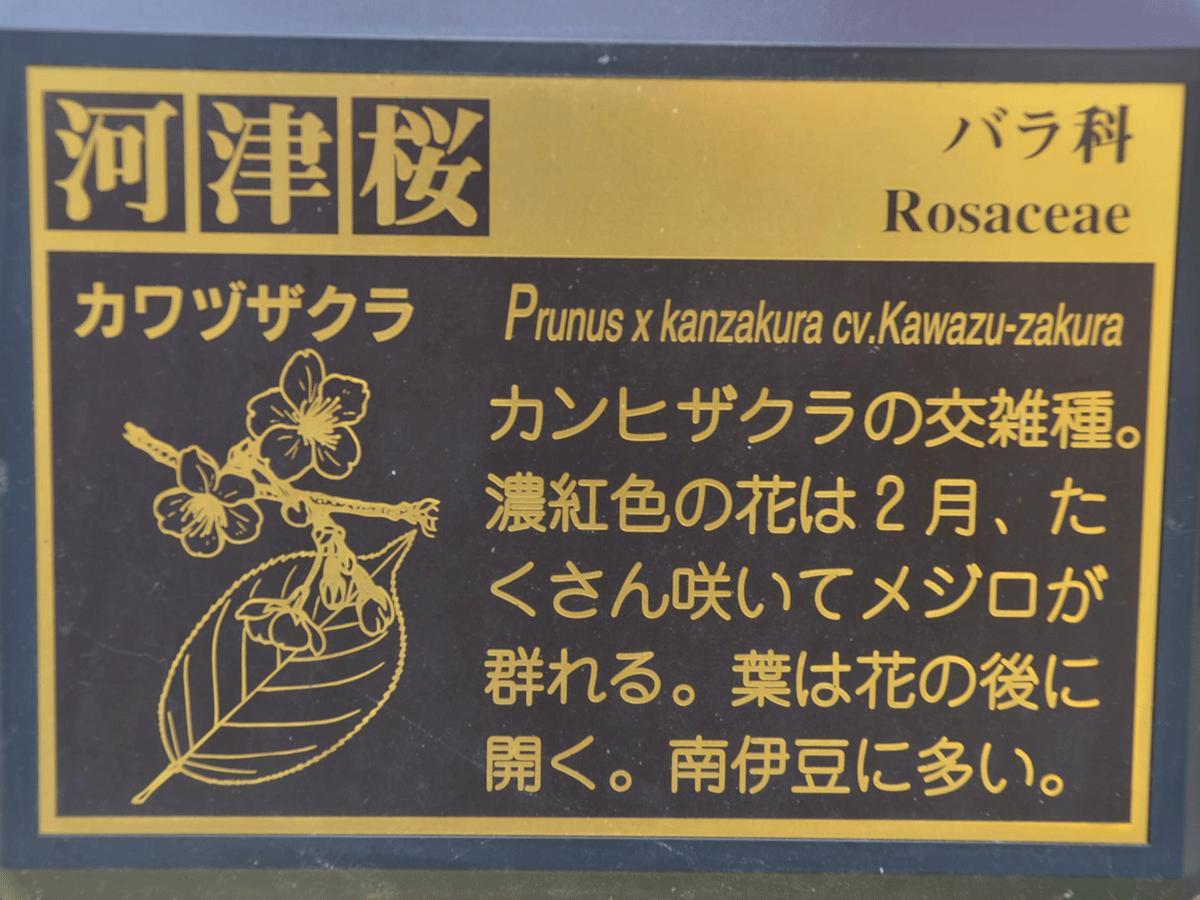 河津桜
バラ科
Rosaceae
カワヅザクラ
Prunus x kanzakura cv.Kawazu-zakura
カンヒザクラの交雑種。
濃紅色の花は2月、た
くさん咲いてメジロが
群れる。葉は花の後に
開く。南伊豆に多い。